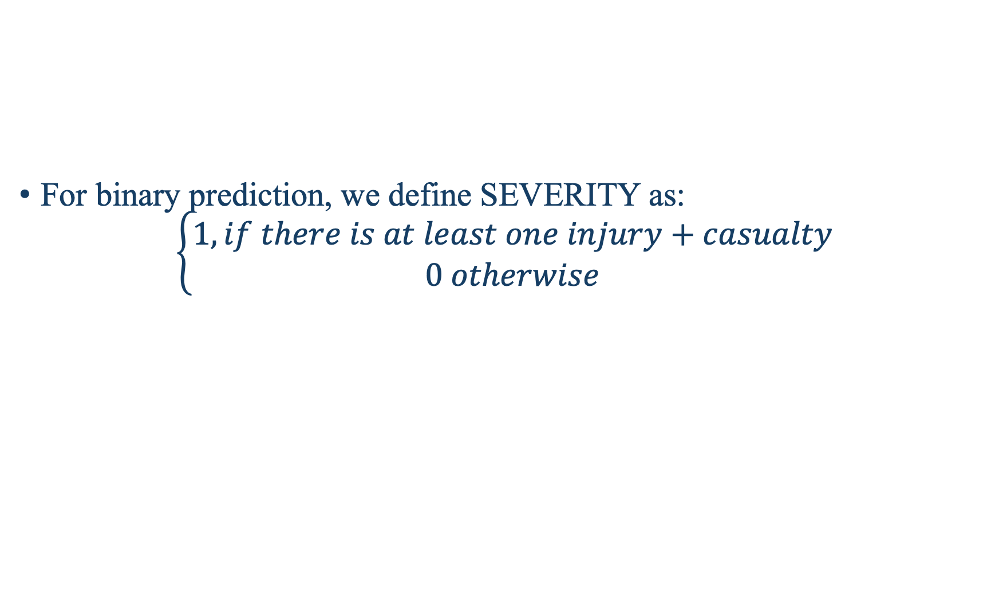 • For binary prediction, we define SEVERITY as:
{1, if there is at least one injury + casualty
0 otherwise